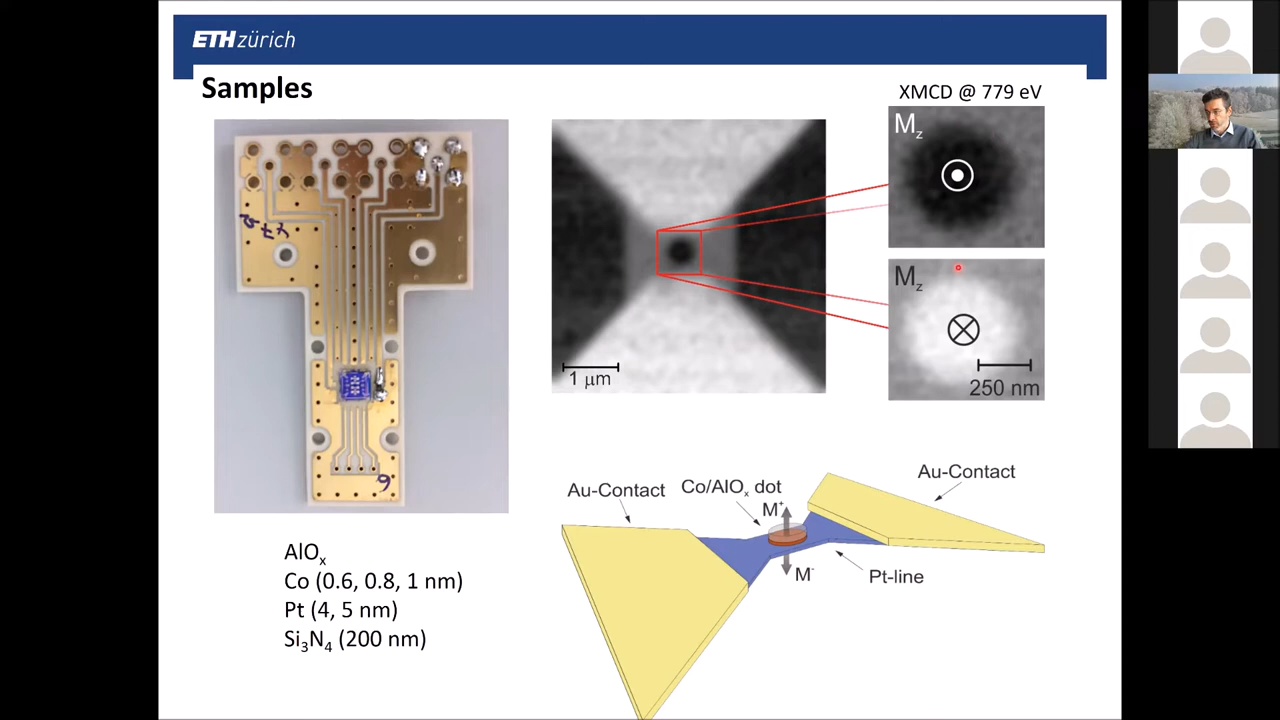 ETH zürich
Samples
XMCD @ 779 eV
Mz
Mz
1 μm
250 nm
6
Au-Contact
Co/AlOx dot
Au-Contact
M+
M-
Pt-line
AlOx
Co (0.6, 0.8, 1 nm)
Pt (4, 5 nm)
Si3N4 (200 nm)